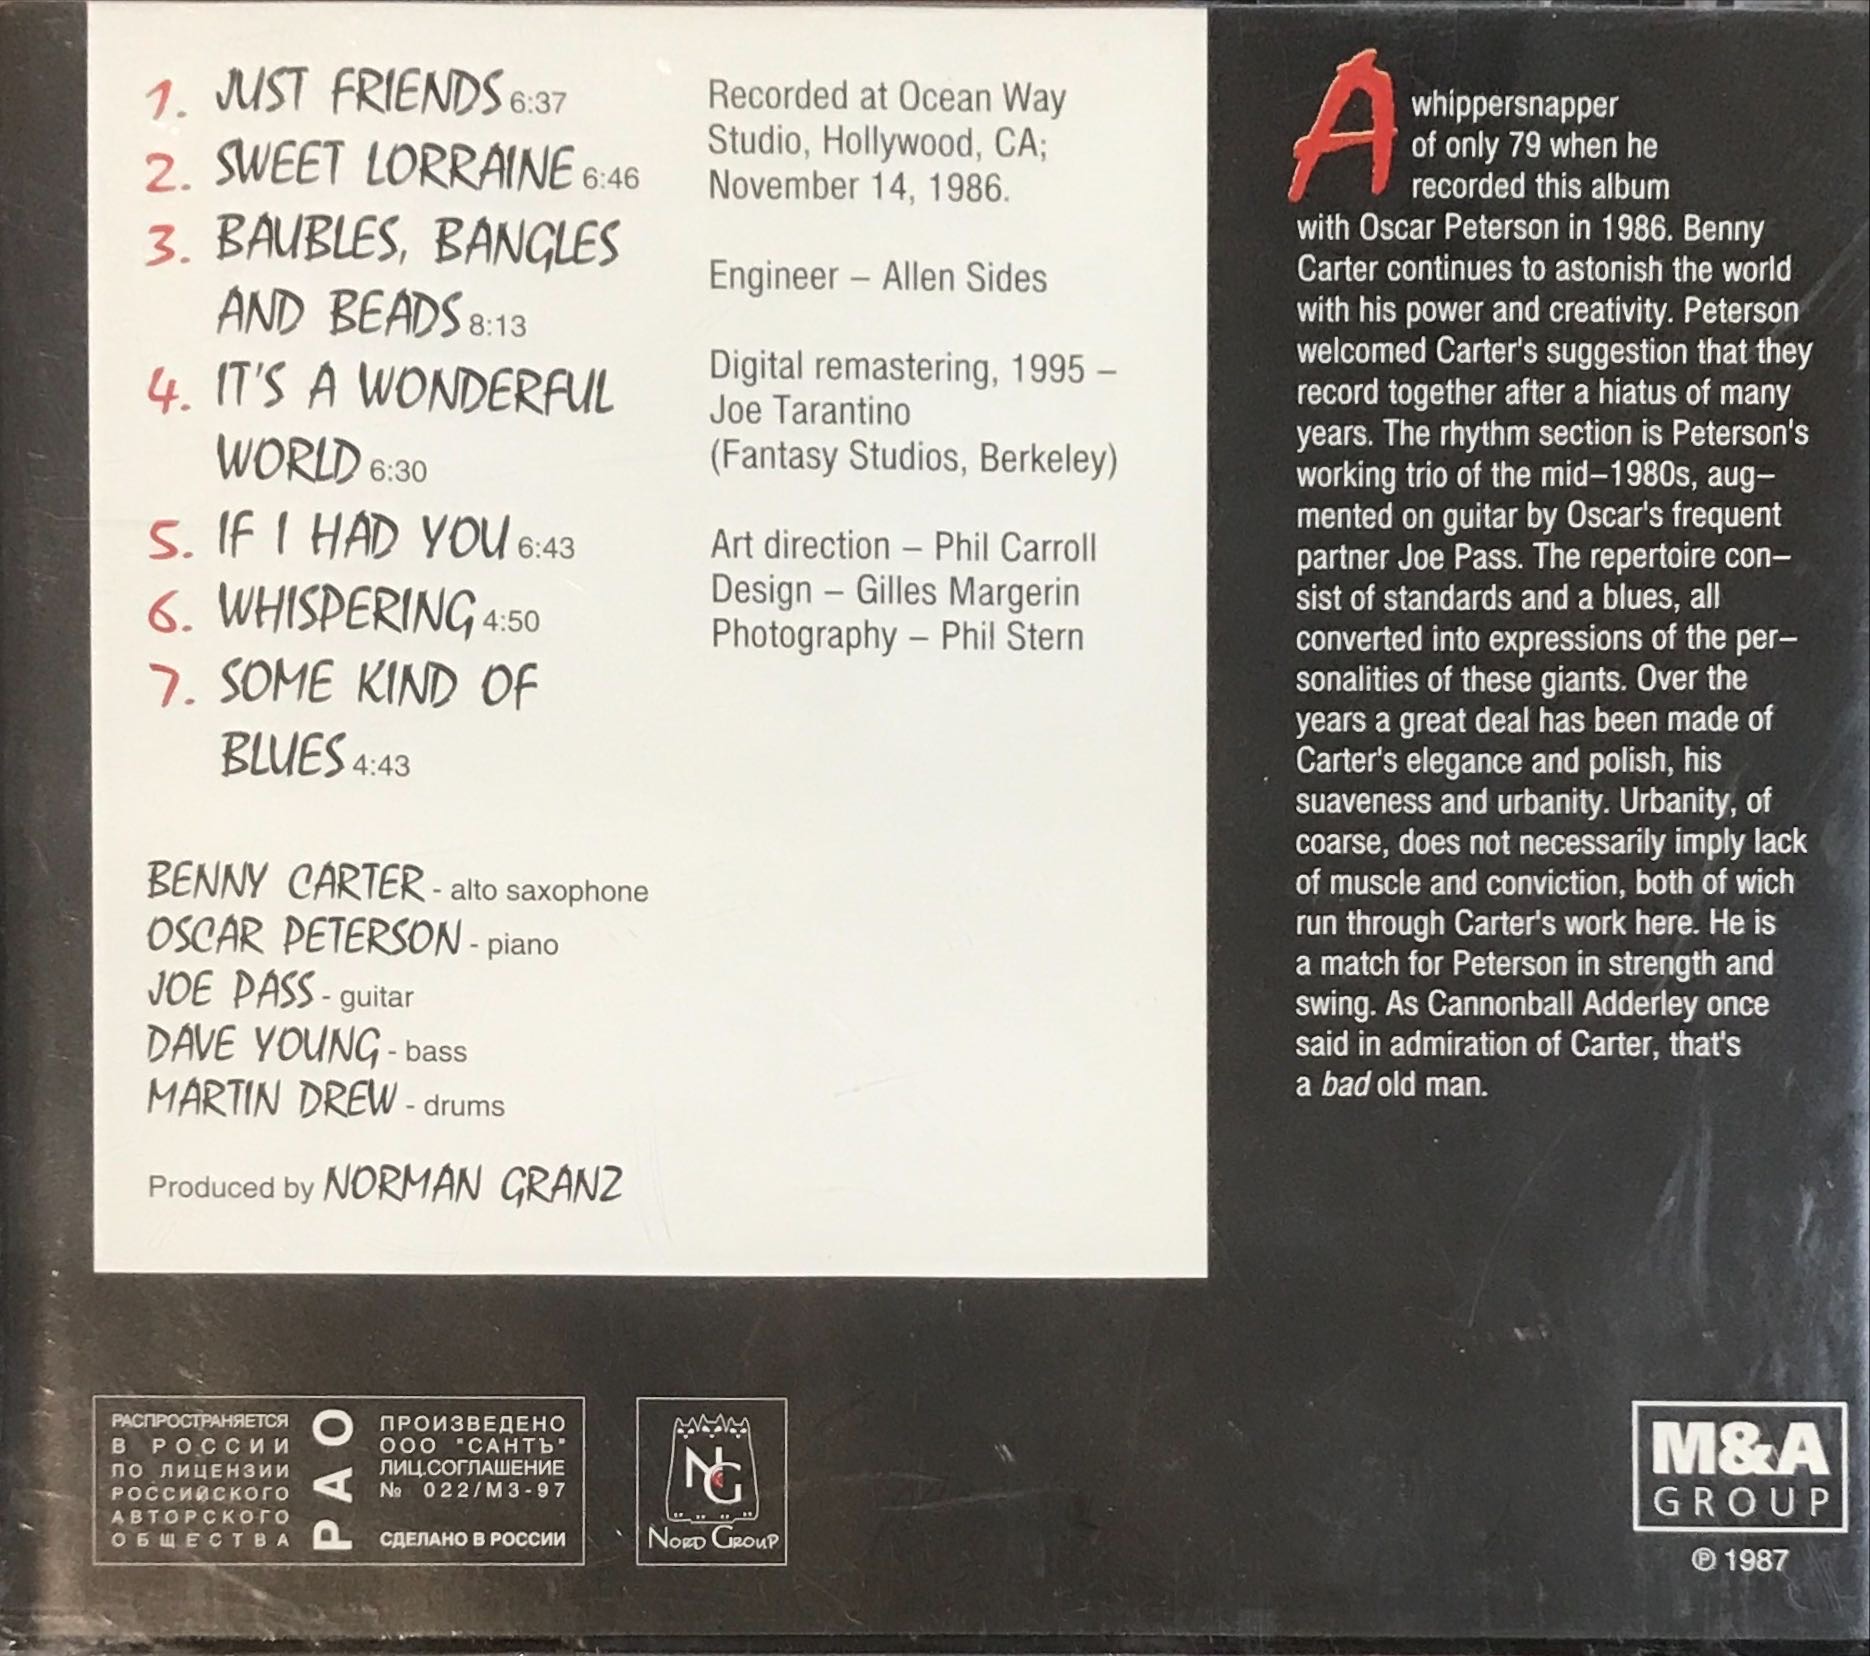 1. JUST FRIENDS 6:37
2. SWEET LORRAINE 6:46
3. BAUBLES, BANGLES
AND BEADS 8:13
4. IT'S A WONDERFUL
WORLD 6:30
5. IF I HAD YOU 6:43
6. WHISPERING 4:50
7. SOME KIND OF
BLUES 4:43
BENNY CARTER - alto saxophone
OSCAR PETERSON - piano
JOE PASS - guitar
DAVE YOUNG - bass
MARTIN DREW - drums
Produced by NORMAN GRANZ
Recorded at Ocean Way
Studio, Hollywood, CA;
November 14, 1986.
Engineer – Allen Sides
Digital remastering, 1995 –
Joe Tarantino
(Fantasy Studios, Berkeley)
Art direction – Phil Carroll
Design – Gilles Margerin
Photography – Phil Stern
A whippersnapper
of only 79 when he
recorded this album
with Oscar Peterson in 1986. Benny
Carter continues to astonish the world
with his power and creativity. Peterson
welcomed Carter's suggestion that they
record together after a hiatus of many
years. The rhythm section is Peterson's
working trio of the mid–1980s, aug–
mented on guitar by Oscar's frequent
partner Joe Pass. The repertoire con–
sist of standards and a blues, all
converted into expressions of the per–
sonalities of these giants. Over the
years a great deal has been made of
Carter's elegance and polish, his
suaveness and urbanity. Urbanity, of
coarse, does not necessarily imply lack
of muscle and conviction, both of wich
run through Carter's work here. He is
a match for Peterson in strength and
swing. As Cannonball Adderley once
said in admiration of Carter, that's
a bad old man.
РАСПРОСТРАНЯЕТСЯ
В РОССИИ
ПО ЛИЦЕНЗИИ
РОССИЙСКОГО
АВТОРСКОГО
ОБЩЕСТВА
РАО
ПРОИЗВЕДЕНО
ООО "САНТЪ"
ЛИЦ.СОГЛАШЕНИЕ
№ 022/МЗ-97
СДЕЛАНО В РОССИИ
NG
NORD GROUP
M&A
GROUP
℗ 1987